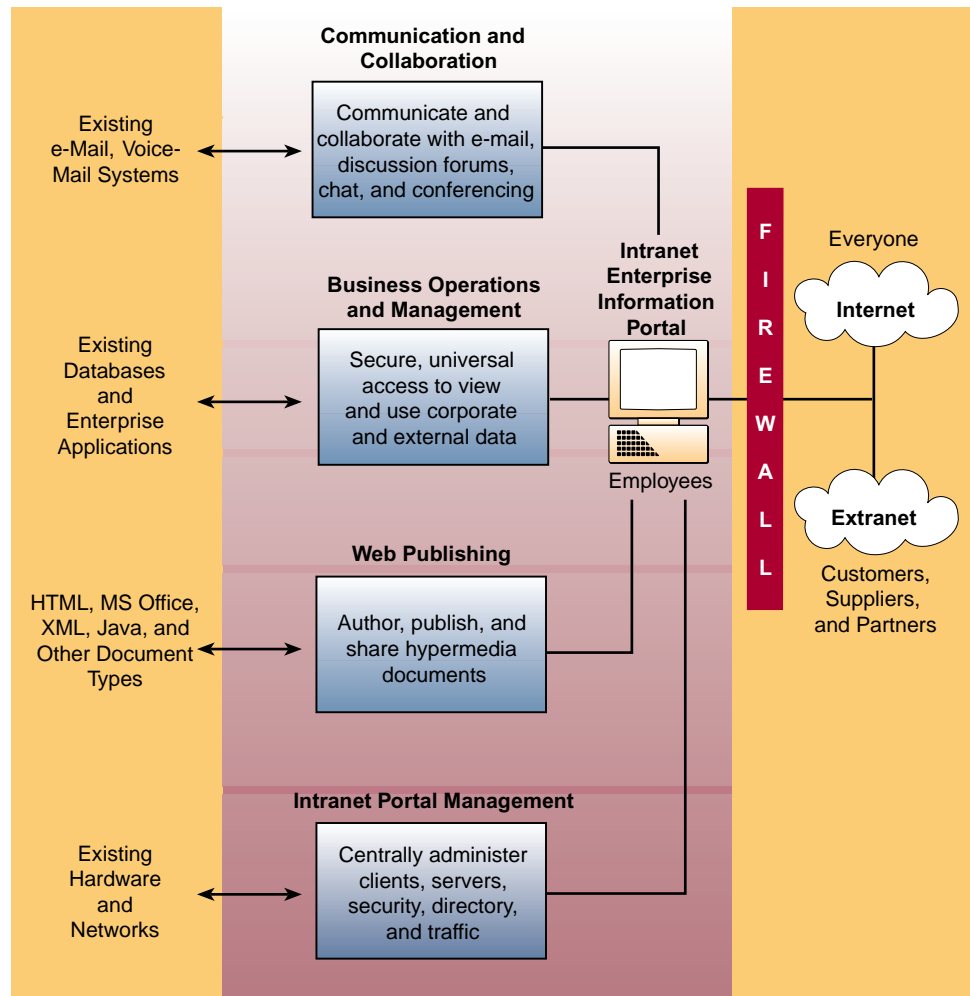 Communication and
Collaboration
Existing
e-Mail, Voice-
Mail Systems
Communicate and
collaborate with e-mail,
discussion forums,
chat, and conferencing
Business Operations
and Management
Existing
Databases
and
Enterprise
Applications
Secure, universal
access to view
and use corporate
and external data
Web Publishing
HTML, MS Office,
XML, Java, and
Other Document
Types
Author, publish, and
share hypermedia
documents
Intranet Portal Management
Existing
Hardware
and
Networks
Centrally administer
clients, servers,
security, directory,
and traffic
Intranet
Enterprise
Information
Portal
Employees
F
I
R
E
W
A
L
L
Everyone
Internet
Extranet
Customers,
Suppliers,
and Partners